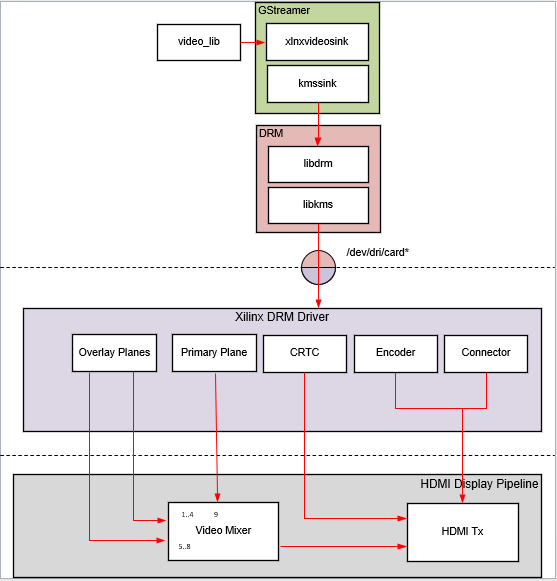 GStreamer
video_lib
xlnxvideosink
kmssink
DRM
libdrm
libkms
/dev/dri/card*
Xilinx DRM Driver
Overlay Planes
Primary Plane
CRTC
Encoder
Connector
HDMI Display Pipeline
1..4
9
Video Mixer
5..8
HDMI Tx